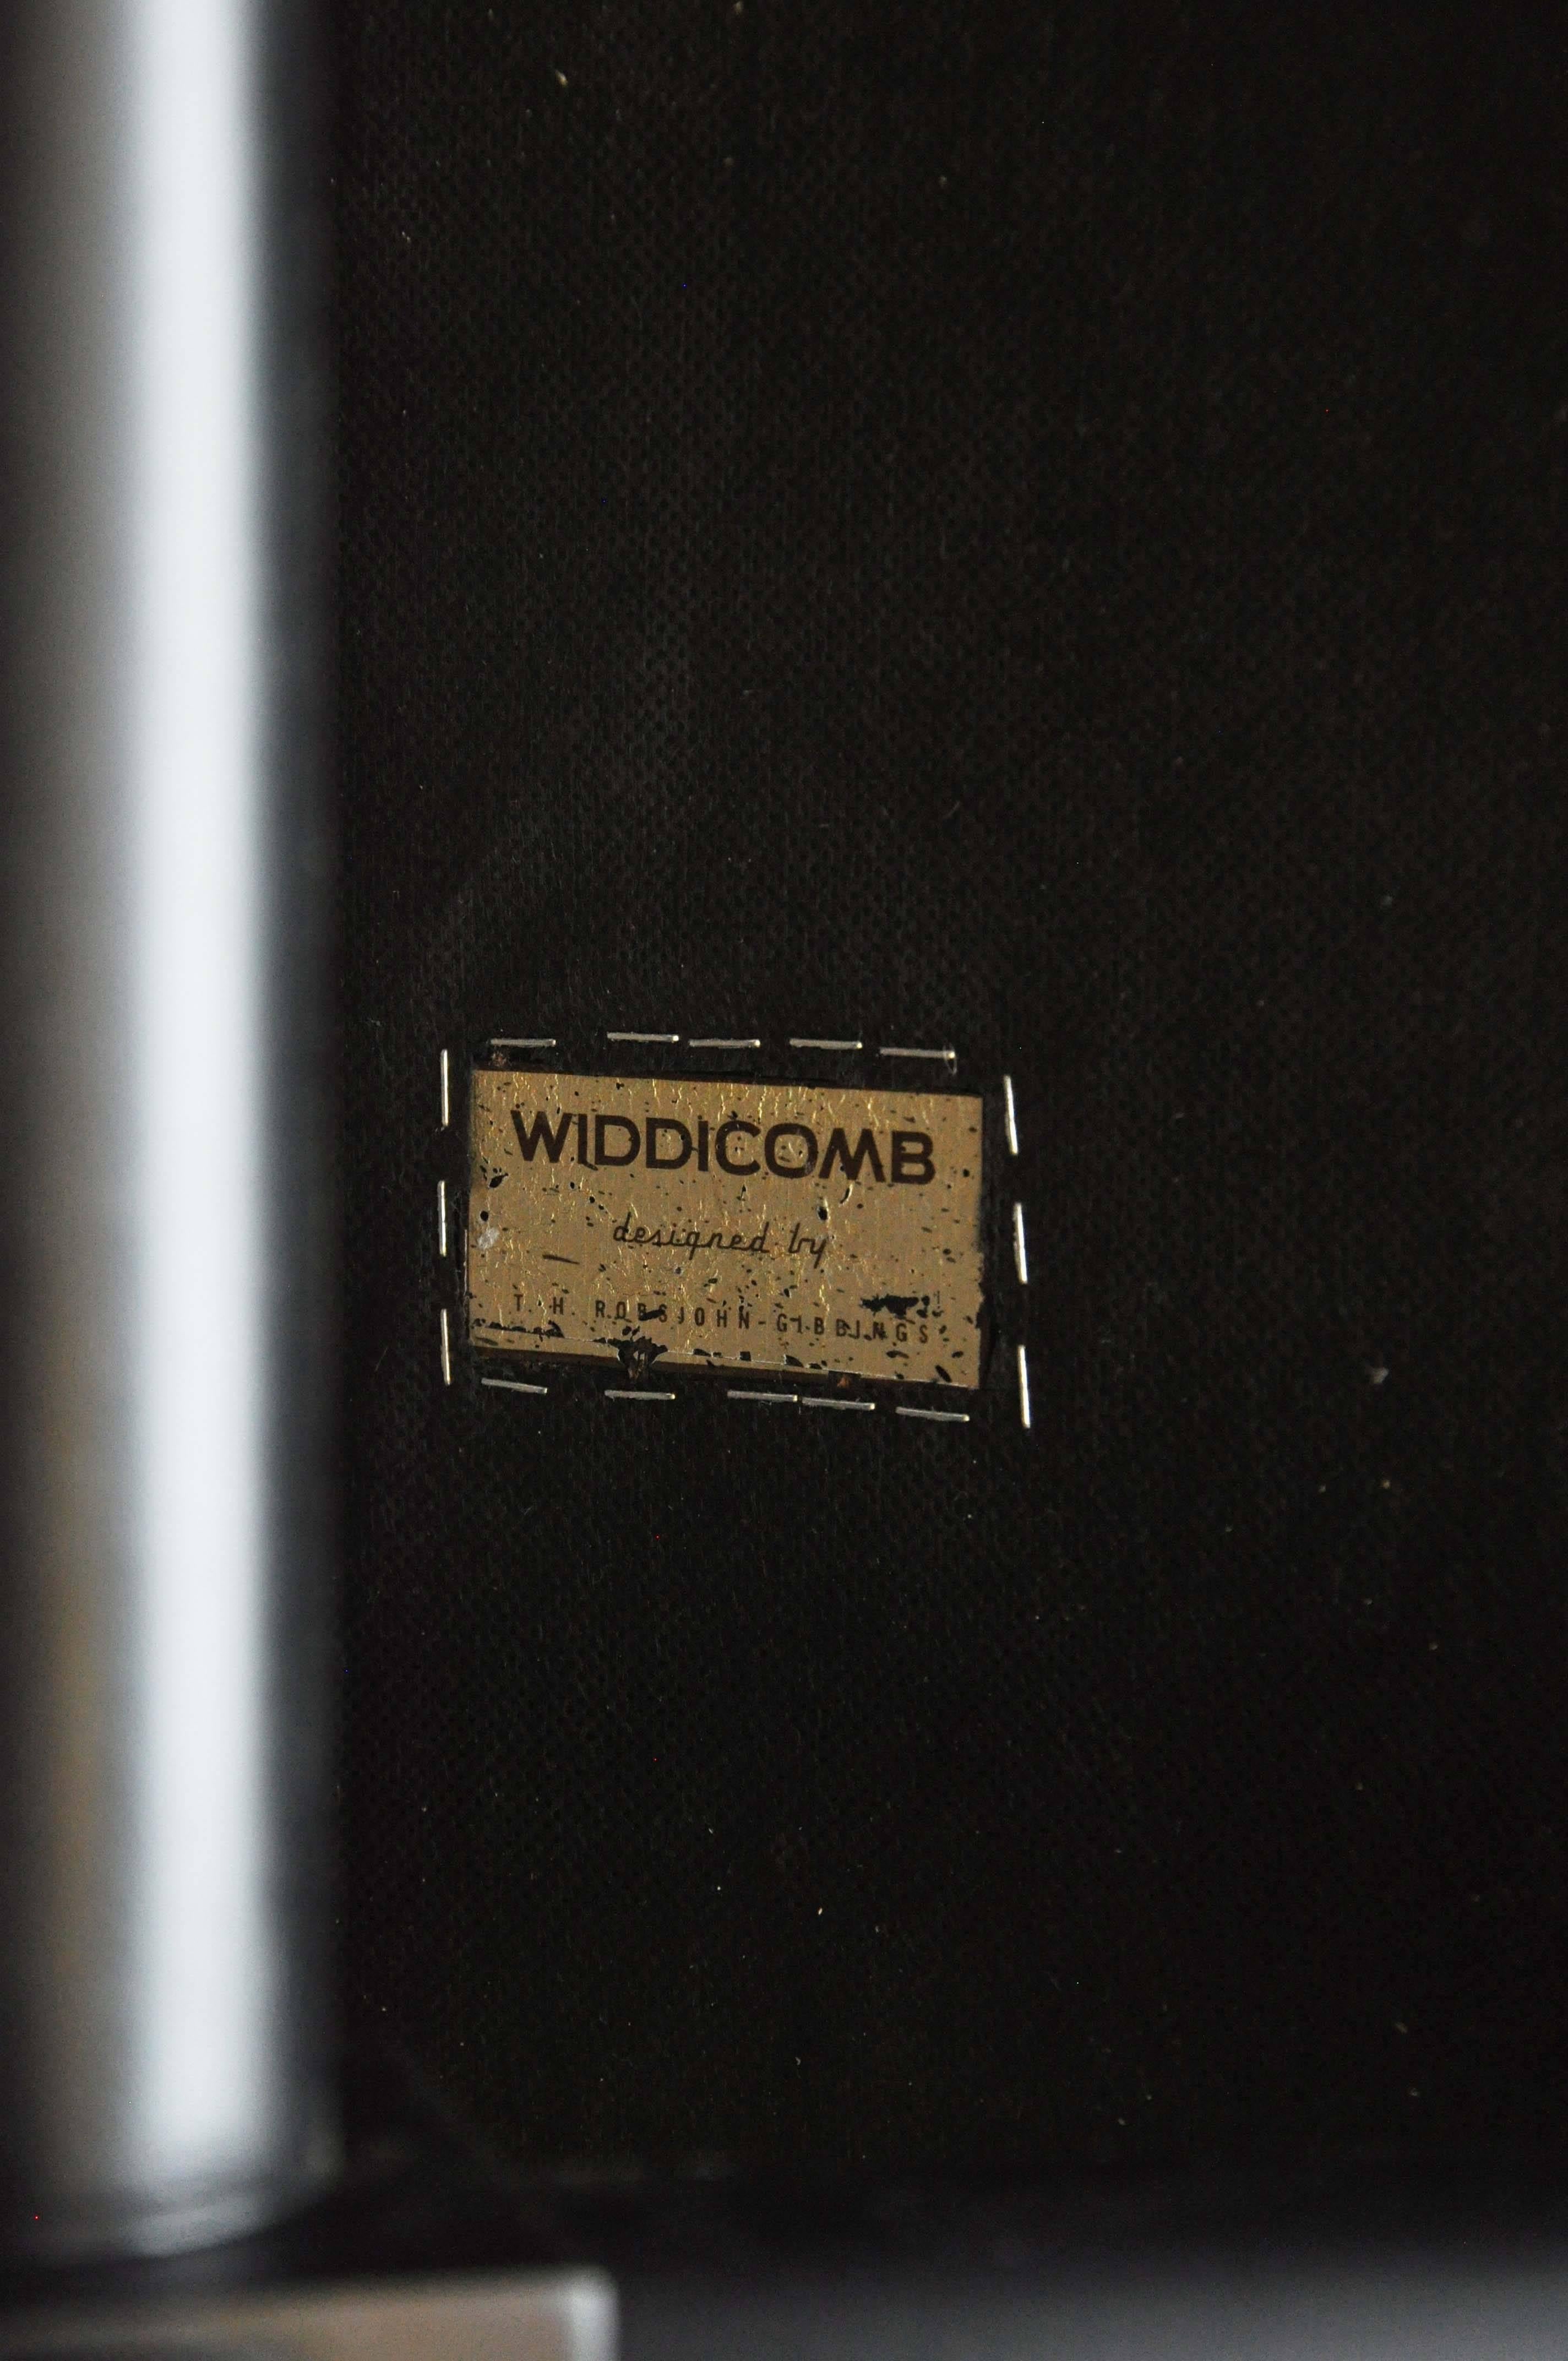 WIDDICOMB
designed by
T. H. ROBSJOHN-GIBBINGS